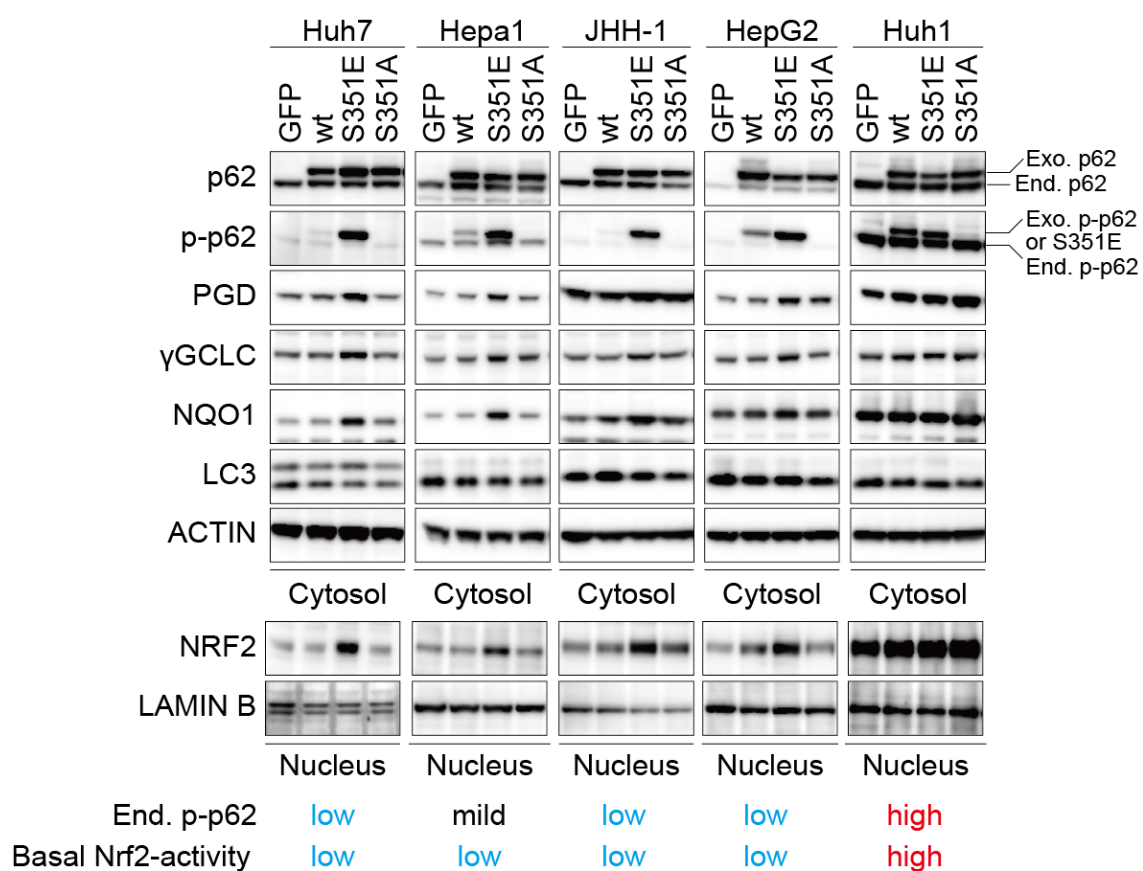 Huh7 Hepa1 JHH-1 HepG2 Huh1
GFP wt S351E S351A GFP wt S351E S351A GFP wt S351E S351A GFP wt S351E S351A GFP wt S351E S351A
p62
Exo. p62
End. p62
p-p62
Exo. p-p62
or S351E
End. p-p62
PGD
γGCLC
NQO1
LC3
ACTIN
Cytosol Cytosol Cytosol Cytosol Cytosol
NRF2
LAMIN B
Nucleus Nucleus Nucleus Nucleus Nucleus
End. p-p62 low mild low low high
Basal Nrf2-activity low low low low high